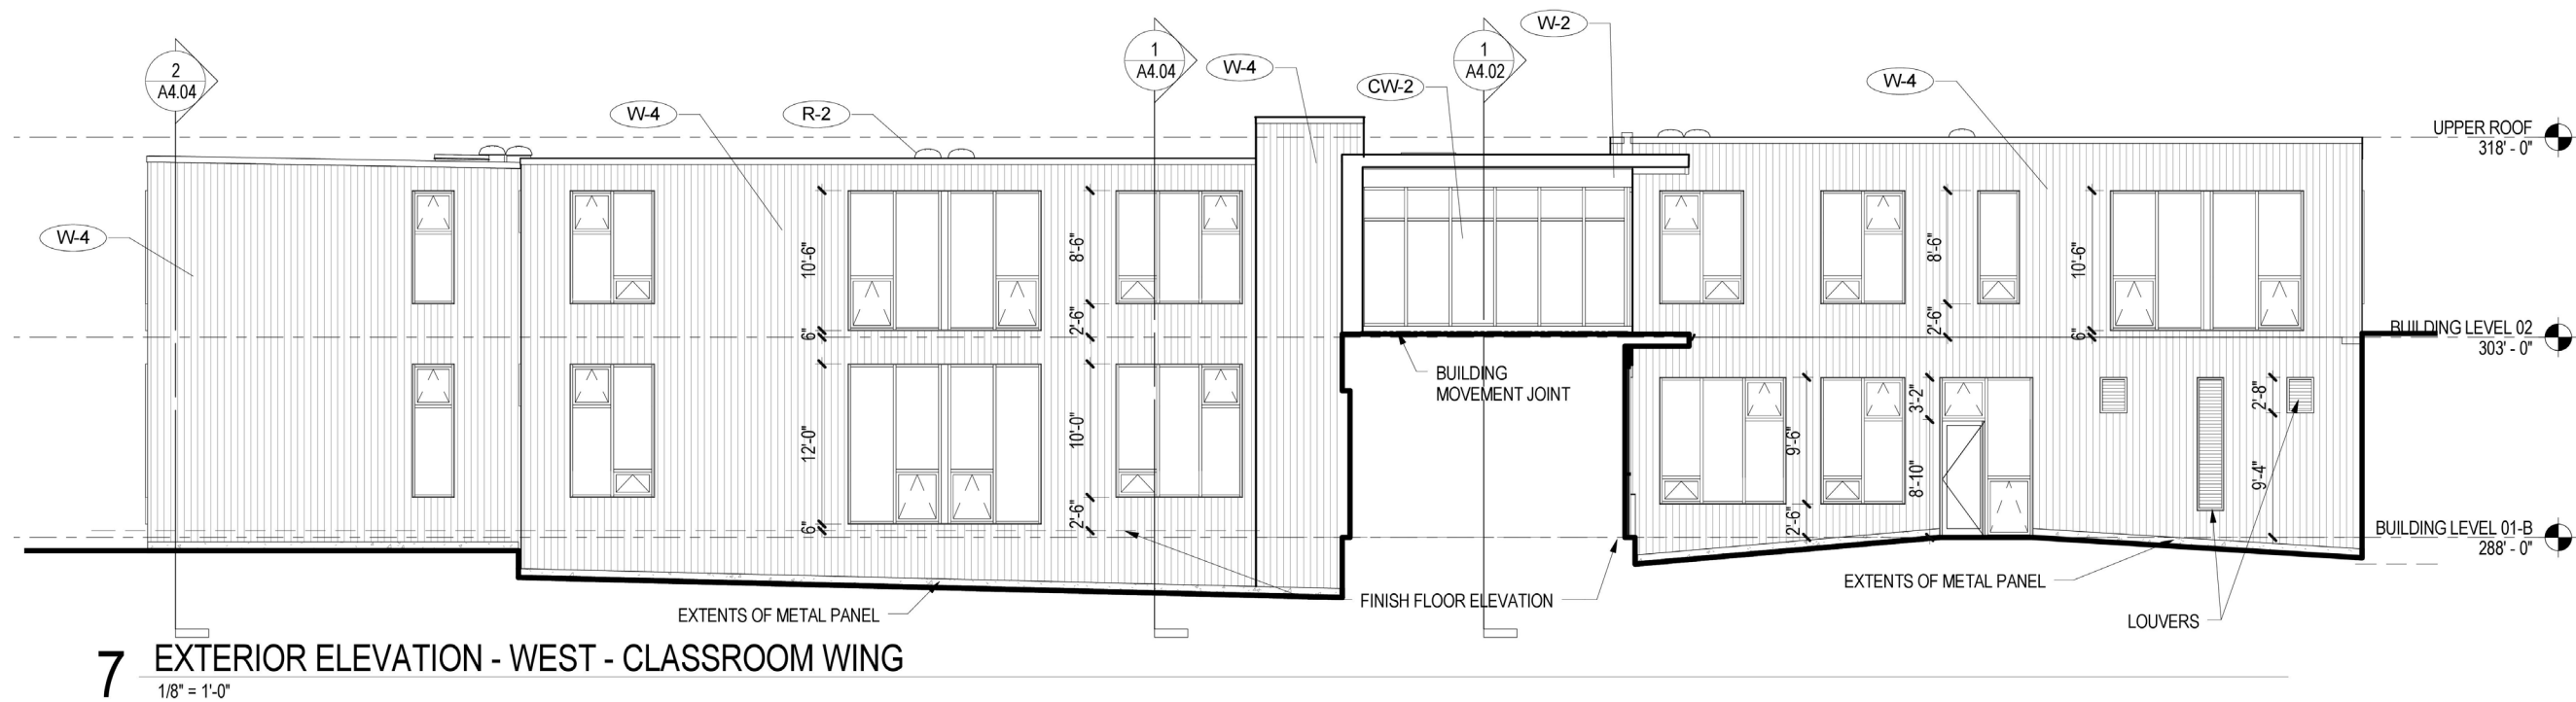 W-2
1
A4.04
1
A4.02
2
A4.04
W-4
CW-2
W-4
W-4
R-2
UPPER ROOF
318' - 0"
W-4
10'-6"
8'-6"
8'-6"
10'-6"
6"
2'-6"
2'-6"
6"
BUILDING LEVEL 02
303' - 0"
BUILDING
MOVEMENT JOINT
12'-0"
10'-0"
9'-6"
3'-2"
8'-10"
2'-8"
9'-4"
6"
2'-6"
2'-6"
BUILDING LEVEL 01-B
288' - 0"
EXTENTS OF METAL PANEL
FINISH FLOOR ELEVATION
EXTENTS OF METAL PANEL
LOUVERS
7 EXTERIOR ELEVATION - WEST - CLASSROOM WING
1/8" = 1'-0"